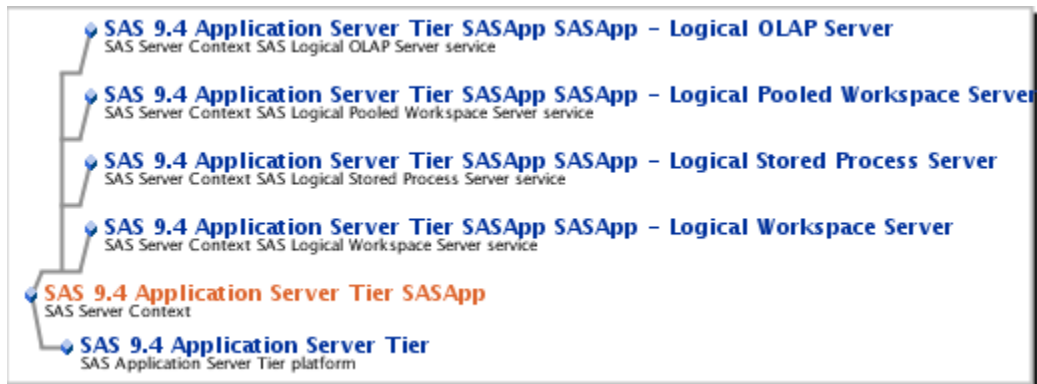 SAS 9.4 Application Server Tier SASApp SASApp – Logical OLAP Server
SAS Server Context SAS Logical OLAP Server service
SAS 9.4 Application Server Tier SASApp SASApp – Logical Pooled Workspace Server
SAS Server Context SAS Logical Pooled Workspace Server service
SAS 9.4 Application Server Tier SASApp SASApp – Logical Stored Process Server
SAS Server Context SAS Logical Stored Process Server service
SAS 9.4 Application Server Tier SASApp SASApp – Logical Workspace Server
SAS Server Context SAS Logical Workspace Server service
SAS 9.4 Application Server Tier SASApp
SAS Server Context
SAS 9.4 Application Server Tier
SAS Application Server Tier platform